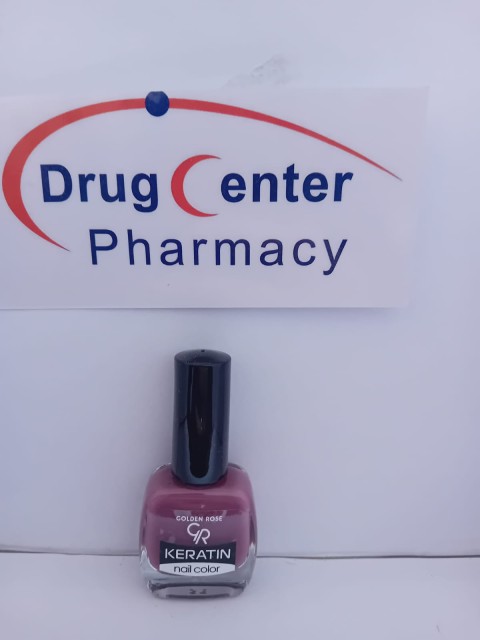 Drug Center
Pharmacy
GOLDEN ROSE
GR
KERATIN
nail color